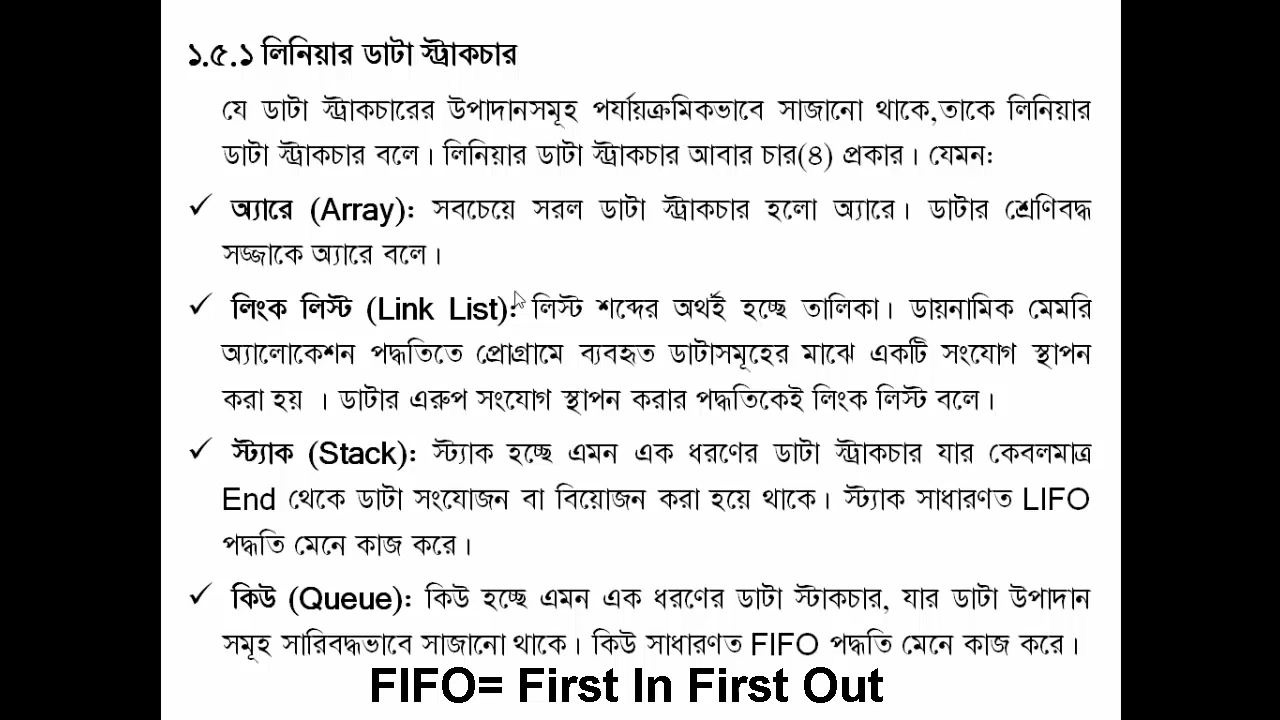 ১.৫.১ লিনিয়ার ডাটা স্ট্রাকচার
যে ডাটা স্ট্রাকচারের উপাদানসমূহ পর্যায়ক্রমিকভাবে সাজানো থাকে,তাকে লিনিয়ার
ডাটা স্ট্রাকচার বলে। লিনিয়ার ডাটা স্ট্রাকচার আবার চার(৪) প্রকার। যেমন:
✓ অ্যারে (Array): সবচেয়ে সরল ডাটা স্ট্রাকচার হলো অ্যারে। ডাটার শ্রেণিবদ্ধ
সজ্জাকে অ্যারে বলে।
✓ লিংক লিস্ট (Link List): লিস্ট শব্দের অর্থই হচ্ছে তালিকা। ডায়নামিক মেমরি
অ্যালোকেশন পদ্ধতিতে প্রোগ্রামে ব্যবহৃত ডাটাসমূহের মাঝে একটি সংযোগ স্থাপন
করা হয় । ডাটার এরুপ সংযোগ স্থাপন করার পদ্ধতিকেই লিংক লিস্ট বলে।
✓ স্ট্যাক (Stack): স্ট্যাক হচ্ছে এমন এক ধরণের ডাটা স্ট্রাকচার যার কেবলমাত্র
End থেকে ডাটা সংযোজন বা বিয়োজন করা হয়ে থাকে। স্ট্যাক সাধারণত LIFO
পদ্ধতি মেনে কাজ করে।
✓ কিউ (Queue): কিউ হচ্ছে এমন এক ধরণের ডাটা স্টাকচার, যার ডাটা উপাদান
সমূহ সারিবদ্ধভাবে সাজানো থাকে। কিউ সাধারণত FIFO পদ্ধতি মেনে কাজ করে।
FIFO= First In First Out